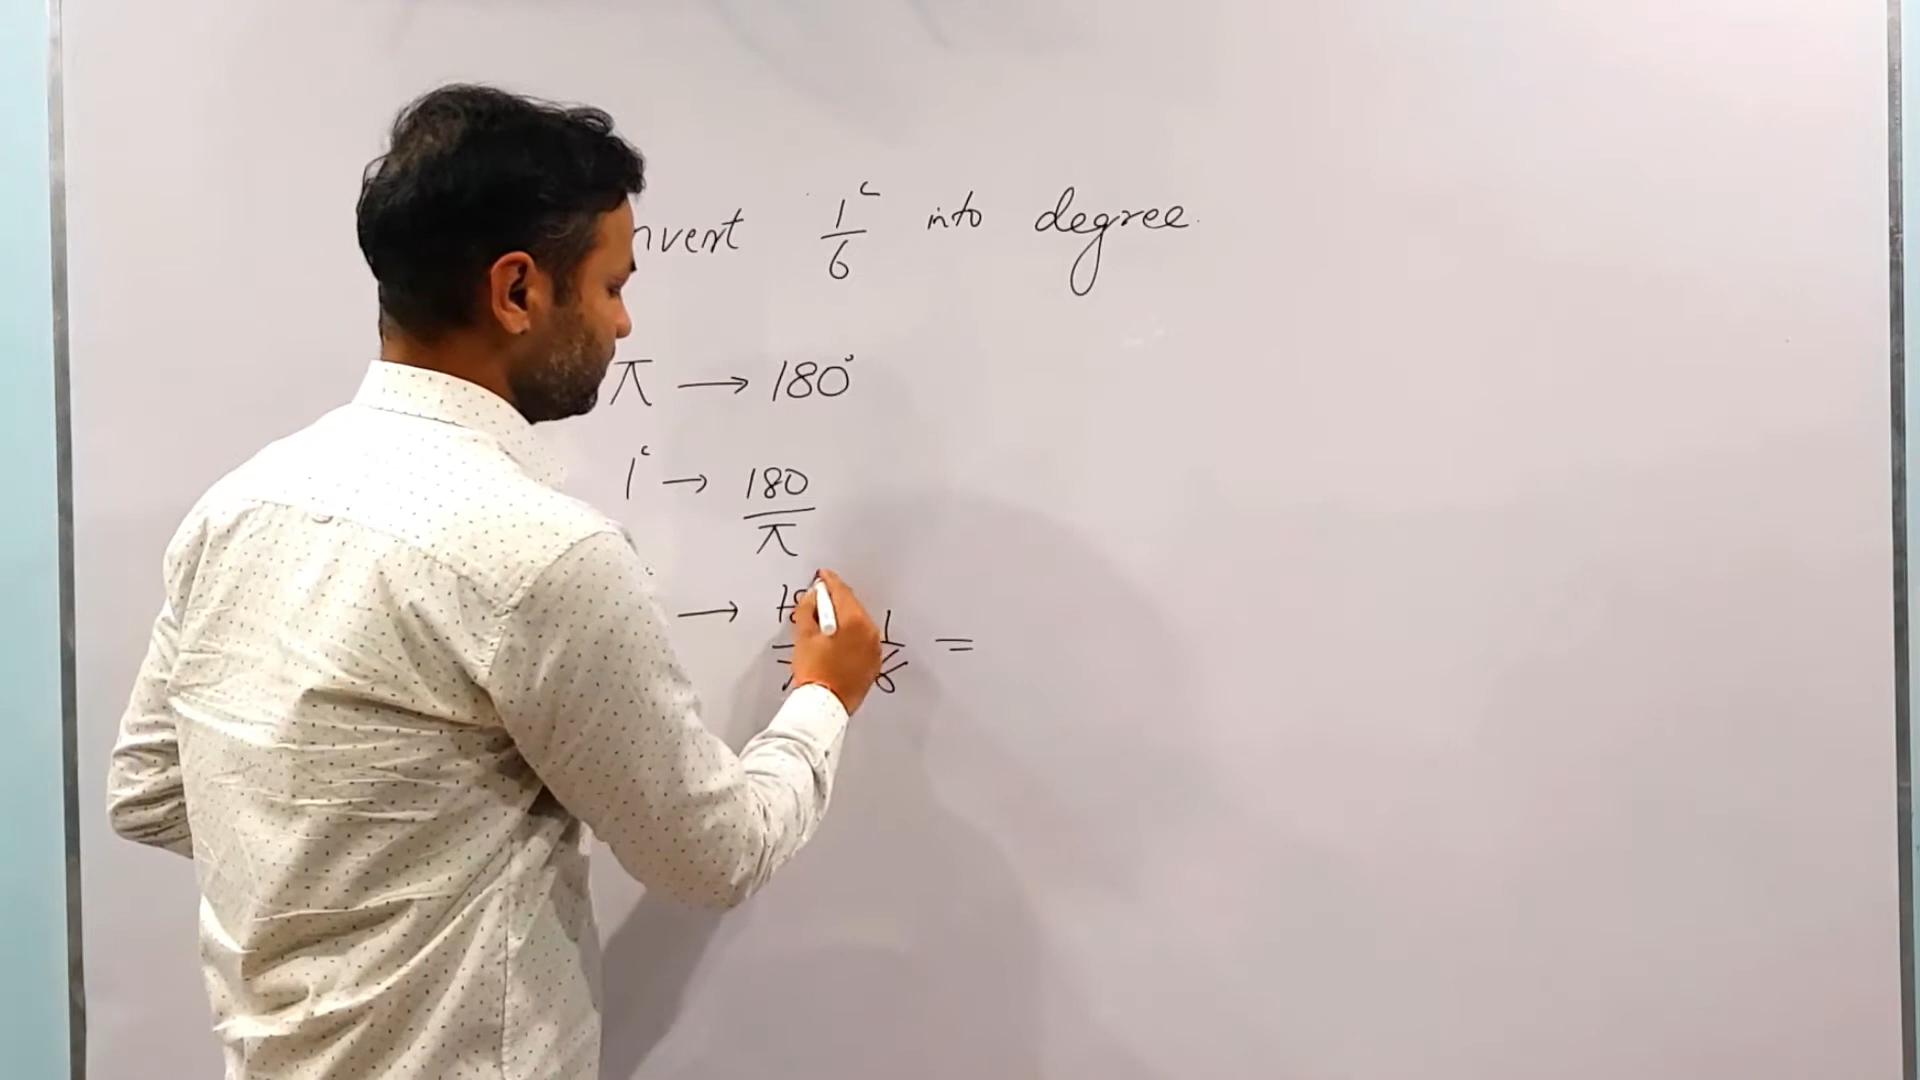 nvert 1/6 ᶜ into degree.
π → 180°
1ᶜ → 180/π
→ 18 1/6 =